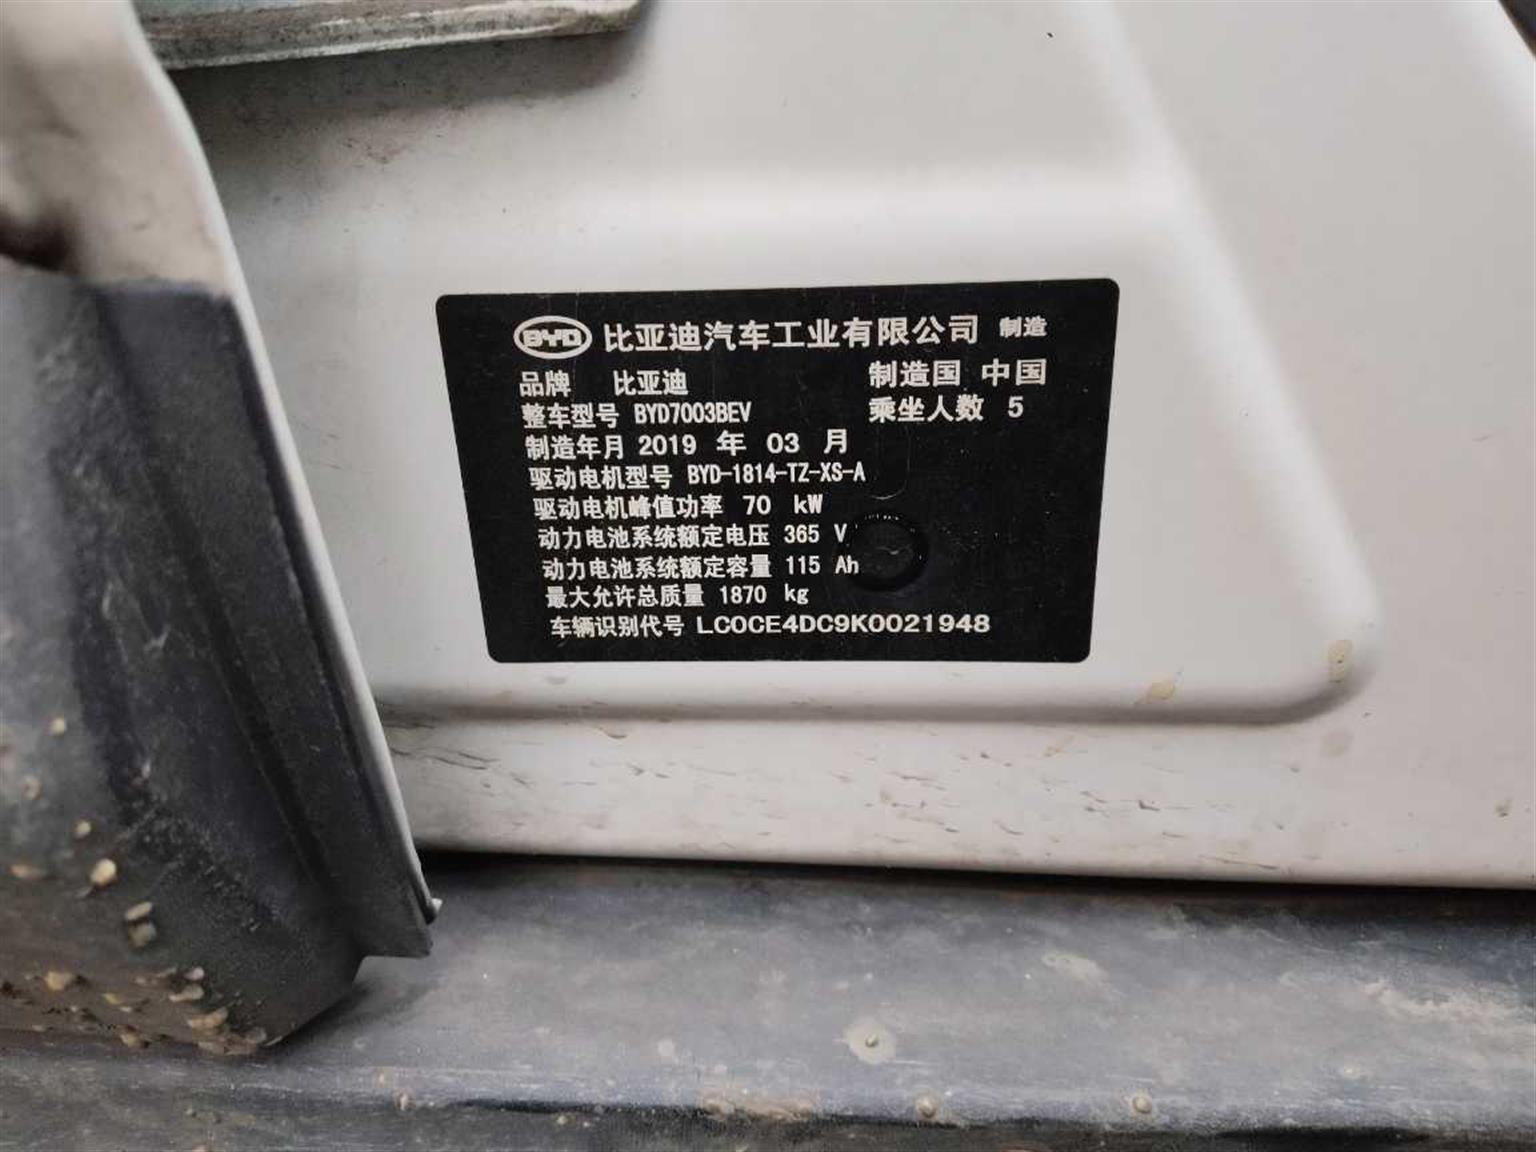 BYD 比亚迪汽车工业有限公司 制造
品牌 比亚迪 制造国 中国
整车型号 BYD7003BEV 乘坐人数 5
制造年月 2019 年 03 月
驱动电机型号 BYD-1814-TZ-XS-A
驱动电机峰值功率 70 kW
动力电池系统额定电压 365 V
动力电池系统额定容量 115 Ah
最大允许总质量 1870 kg
车辆识别代号 LC0CE4DC9K0021948